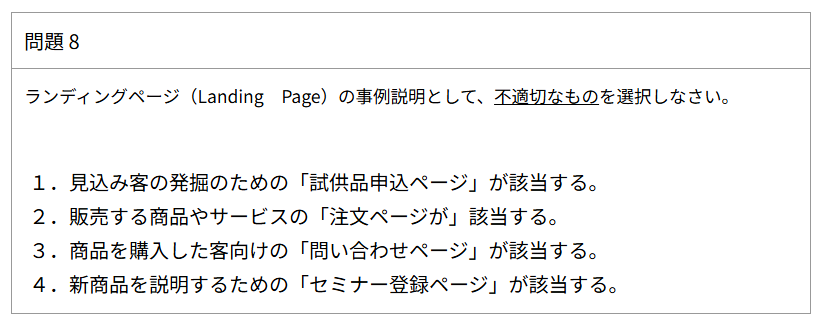 問題 8
ランディングページ（Landing　Page）の事例説明として、不適切なものを選択しなさい。
１．見込み客の発掘のための「試供品申込ページ」が該当する。
２．販売する商品やサービスの「注文ページが」該当する。
３．商品を購入した客向けの「問い合わせページ」が該当する。
４．新商品を説明するための「セミナー登録ページ」が該当する。